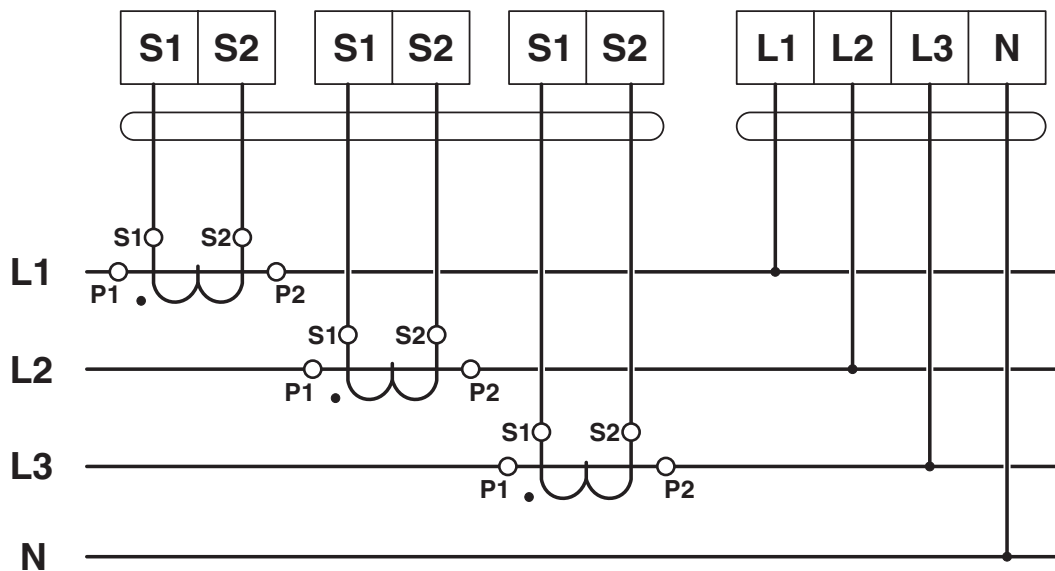 S1 S2 S1 S2 S1 S2 L1 L2 L3 N
S1 S2
L1
P1 P2
S1 S2
L2
P1 P2
S1 S2
L3
P1 P2
N